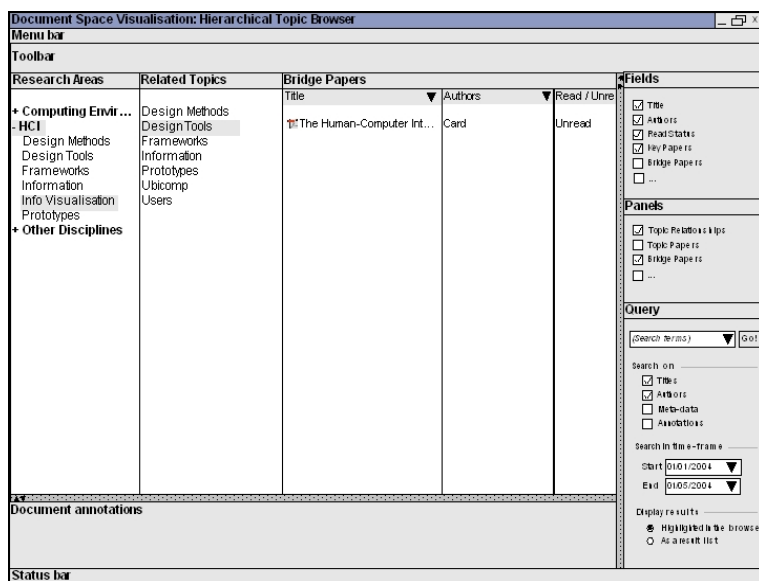 Document Space Visualisation: Hierarchical Topic Browser
Menu bar
Toolbar
Research Areas
+ Computing Envir...
- HCI
Design Methods
Design Tools
Frameworks
Information
Info Visualisation
Prototypes
+ Other Disciplines
Related Topics
Design Methods
Design Tools
Frameworks
Information
Prototypes
Ubicomp
Users
Bridge Papers
Title Authors Read / Unre
The Human-Computer Int... Card Unread
Fields
Title
Authors
Read Status
Key Papers
Bridge Papers
...
Panels
Topic Relationships
Topic Papers
Bridge Papers
...
Query
(Search terms) Go!
Search on
Titles
Authors
Meta-data
Annotations
Search in time-frame
Start 01/01/2004
End 01/05/2004
Display results
Highlighted in the browse
As a result list
Document annotations
Status bar